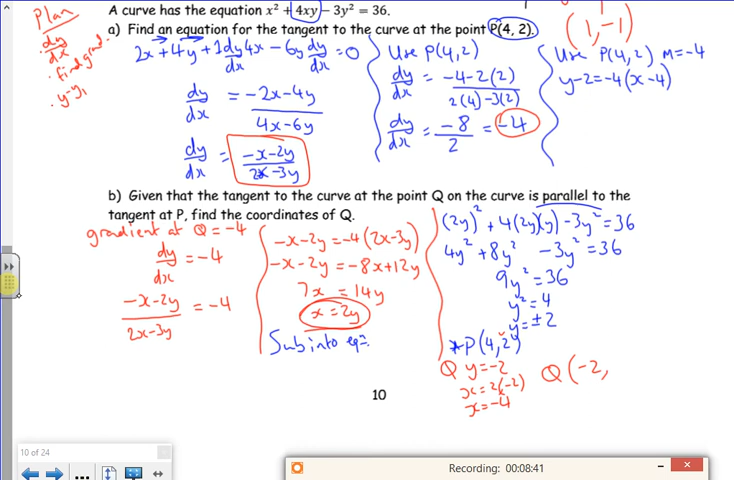 Plan
dy/dx
· find grad
· y-y₁
A curve has the equation x² + 4xy – 3y² = 36.
(1, -1)
a) Find an equation for the tangent to the curve at the point P(4, 2).
2x + 4y + 1dy/dx 4x - 6y dy/dx = 0
dy/dx = -2x-4y / 4x-6y
dy/dx = -x-2y / 2x-3y
Use P(4,2)
dy/dx = -4-2(2) / 2(4)-3(2)
dy/dx = -8/2 = -4
Use P(4,2) M=-4
y-2=-4(x-4)
b) Given that the tangent to the curve at the point Q on the curve is parallel to the
tangent at P, find the coordinates of Q.
gradient at Q = -4
dy/dx = -4
-x-2y / 2x-3y = -4
-x-2y = -4(2x-3y)
-x-2y = -8x+12y
7x = 14y
x = 2y
Sub into eqⁿ:
(2y)² + 4(2y)(y) - 3y² = 36
4y² + 8y² - 3y² = 36
9y² = 36
y² = 4
y = ±2
*P(4,2)
Q y = -2
x = 2(-2)
x = -4
Q (-2,
10
10 of 24
Recording: 00:08:41